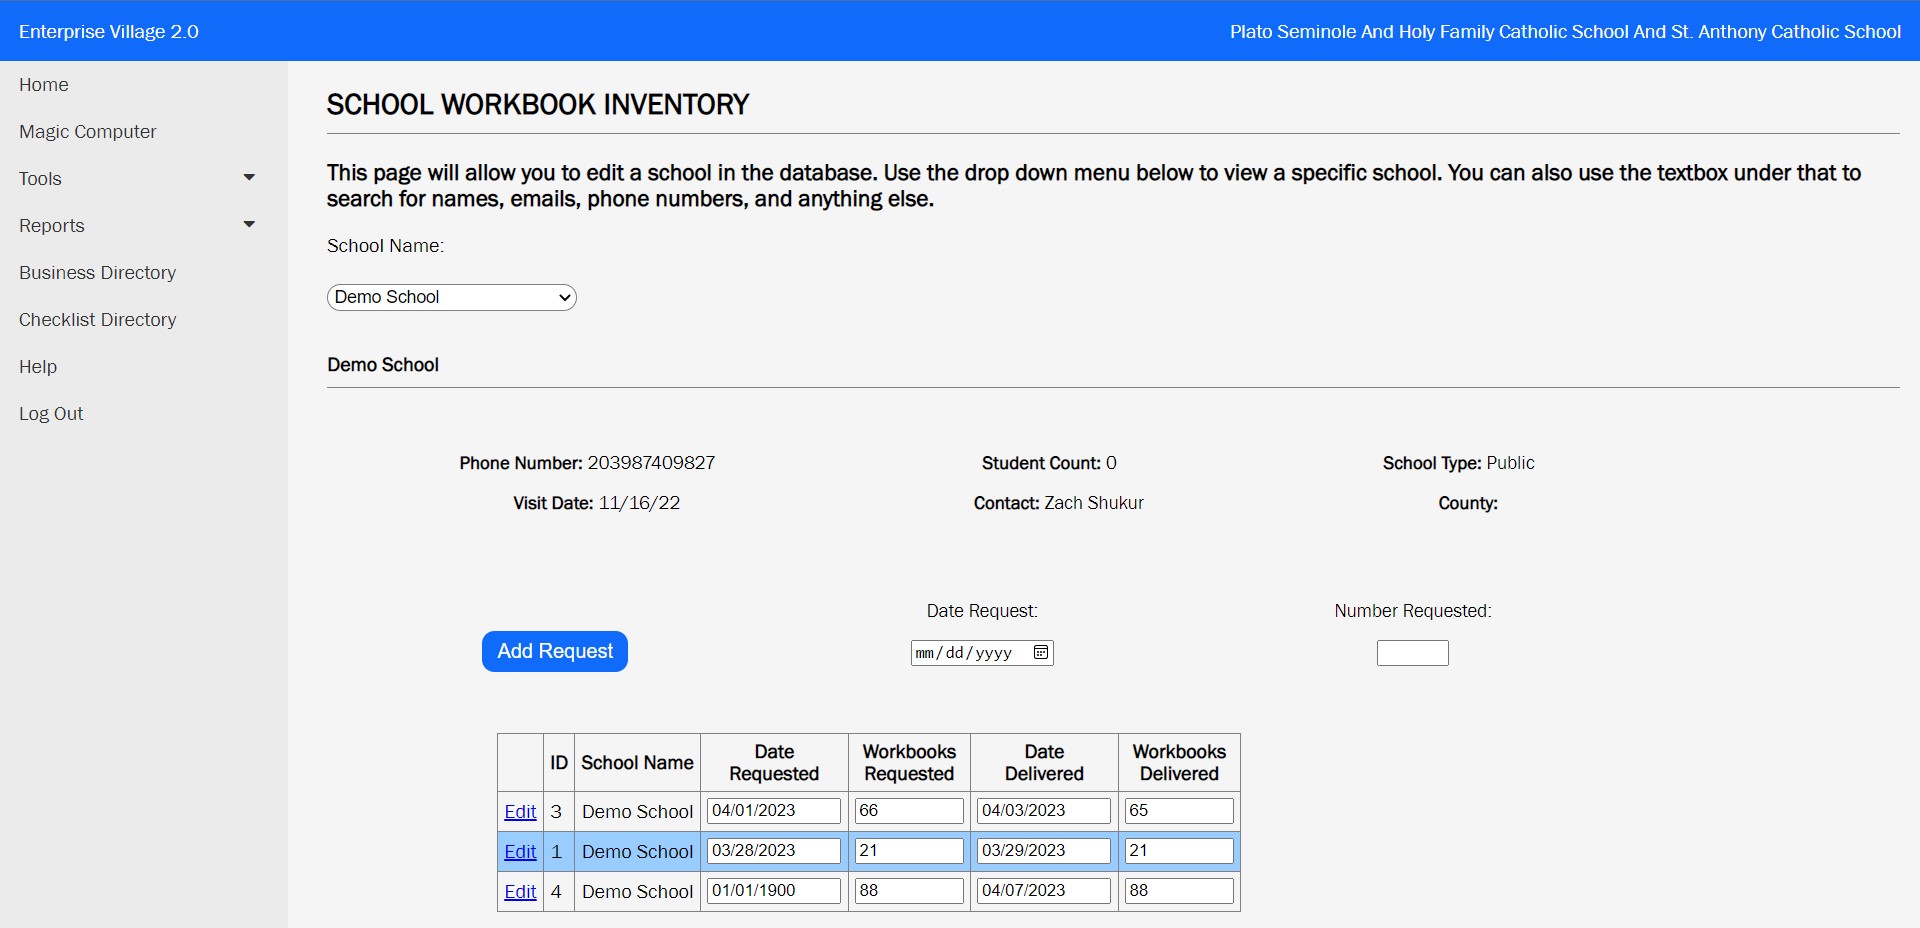 Enterprise Village 2.0
Plato Seminole And Holy Family Catholic School And St. Anthony Catholic School
Home
Magic Computer
Tools
Reports
Business Directory
Checklist Directory
Help
Log Out
SCHOOL WORKBOOK INVENTORY
This page will allow you to edit a school in the database. Use the drop down menu below to view a specific school. You can also use the textbox under that to
search for names, emails, phone numbers, and anything else.
School Name:
Demo School
Demo School
Phone Number: 203987409827
Student Count: 0
School Type: Public
Visit Date: 11/16/22
Contact: Zach Shukur
County:
Add Request
Date Request:
mm/dd/yyyy
Number Requested:
ID School Name Date Requested Workbooks Requested Date Delivered Workbooks Delivered
Edit 3 Demo School 04/01/2023 66 04/03/2023 65
Edit 1 Demo School 03/28/2023 21 03/29/2023 21
Edit 4 Demo School 01/01/1900 88 04/07/2023 88